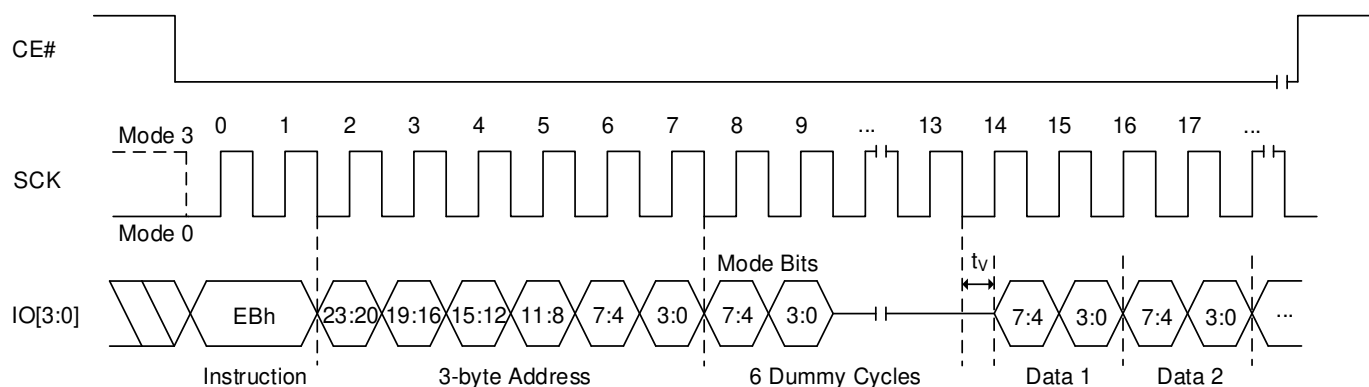 CE#
0 1 2 3 4 5 6 7 8 9 ... 13 14 15 16 17 ...
Mode 3
SCK
Mode 0
Mode Bits tV
IO[3:0] EBh 23:20 19:16 15:12 11:8 7:4 3:0 7:4 3:0 7:4 3:0 7:4 3:0 ...
Instruction 3-byte Address 6 Dummy Cycles Data 1 Data 2